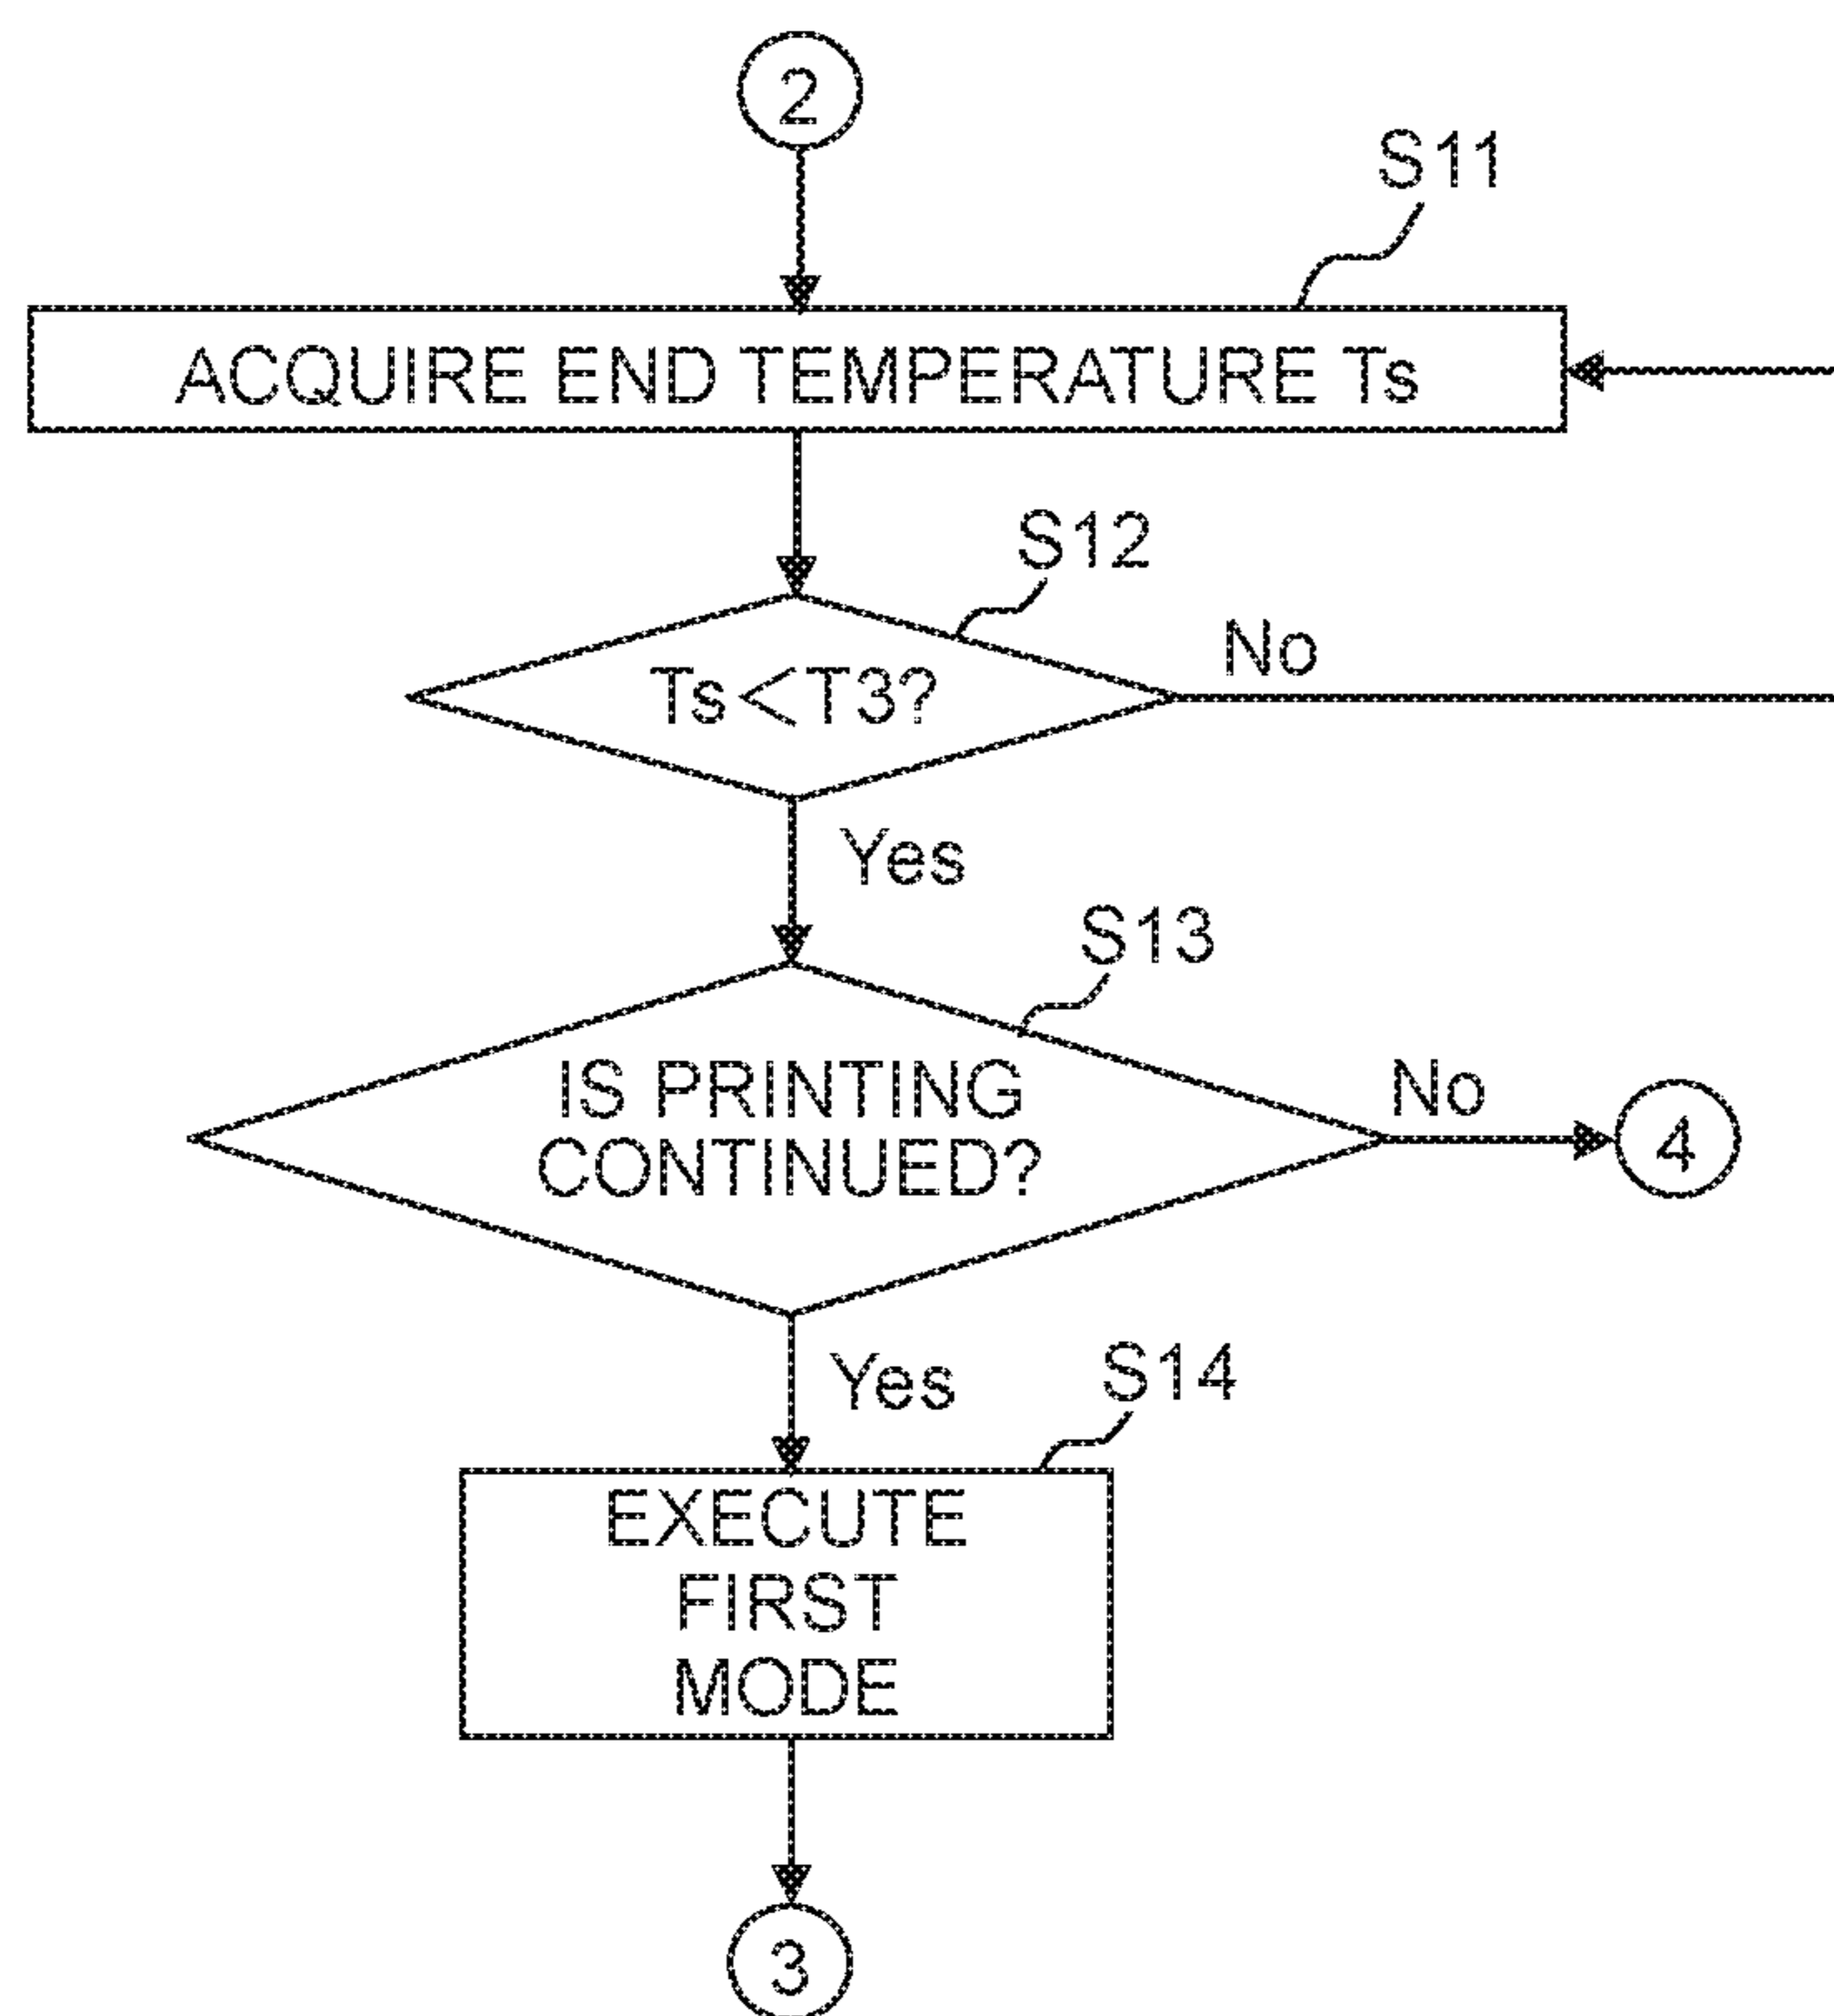 2
S11
ACQUIRE END TEMPERATURE Ts
S12
Ts<T3?
No
Yes
S13
IS PRINTING
CONTINUED?
No
4
Yes
S14
EXECUTE
FIRST
MODE
3